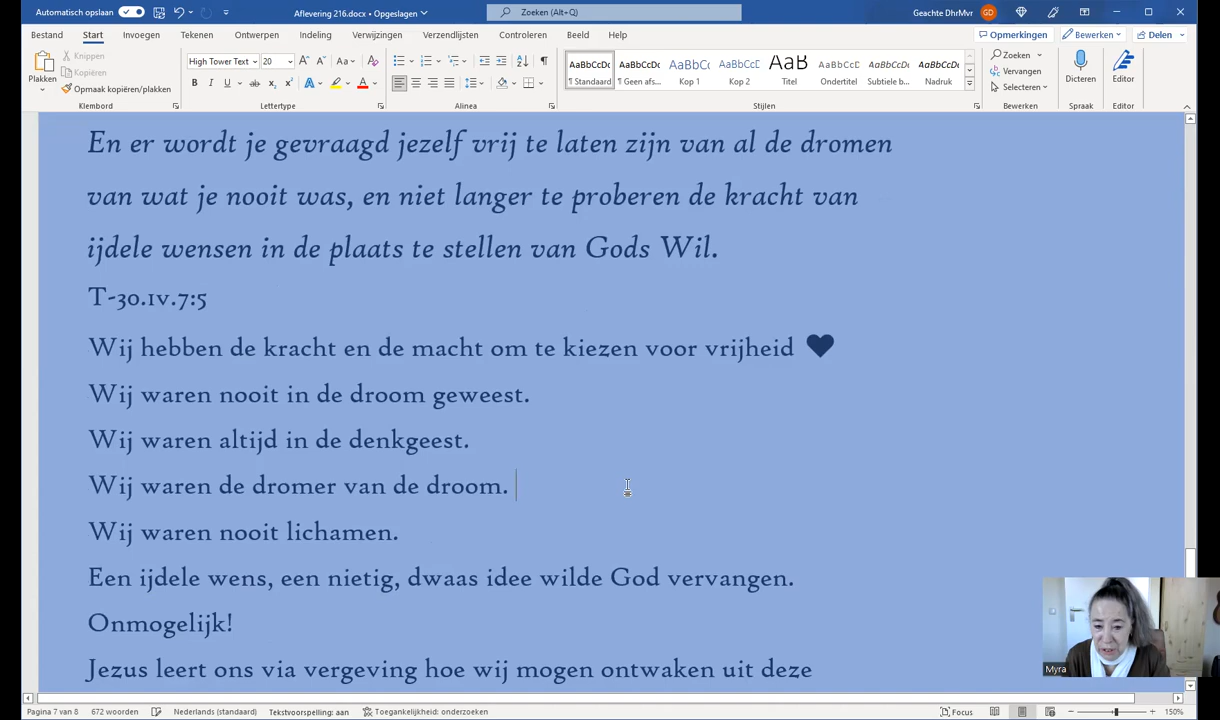 Automatisch opslaan
Aflevering 216.docx • Opgeslagen
Zoeken (Alt+Q)
Geachte DhrMvr
GD
Bestand Start Invoegen Tekenen Ontwerpen Indeling Verwijzingen Verzendlijsten Controleren Beeld Help
Opmerkingen Bewerken Delen
Plakken
Knippen
Kopiëren
Opmaak kopiëren/plakken
Klembord
High Tower Text 20
Lettertype
Alinea
AaBbCcDc AaBbCcDc AaBbCc AaBbCcD AaB AaBbCcD AaBbCcDc AaBbCcDc
¶ Standaard ¶ Geen afs... Kop 1 Kop 2 Titel Ondertitel Subtiele b... Nadruk
Stijlen
Zoeken
Vervangen
Selecteren
Bewerken
Dicteren
Spraak
Editor
Editor
En er wordt je gevraagd jezelf vrij te laten zijn van al de dromen
van wat je nooit was, en niet langer te proberen de kracht van
ijdele wensen in de plaats te stellen van Gods Wil.
T-30.IV.7:5
Wij hebben de kracht en de macht om te kiezen voor vrijheid ♥
Wij waren nooit in de droom geweest.
Wij waren altijd in de denkgeest.
Wij waren de dromer van de droom.
Wij waren nooit lichamen.
Een ijdele wens, een nietig, dwaas idee wilde God vervangen.
Onmogelijk!
Jezus leert ons via vergeving hoe wij mogen ontwaken uit deze
Myra
Pagina 7 van 8 672 woorden Nederlands (standaard) Tekstvoorspelling: aan Toegankelijkheid: onderzoeken Focus 150%